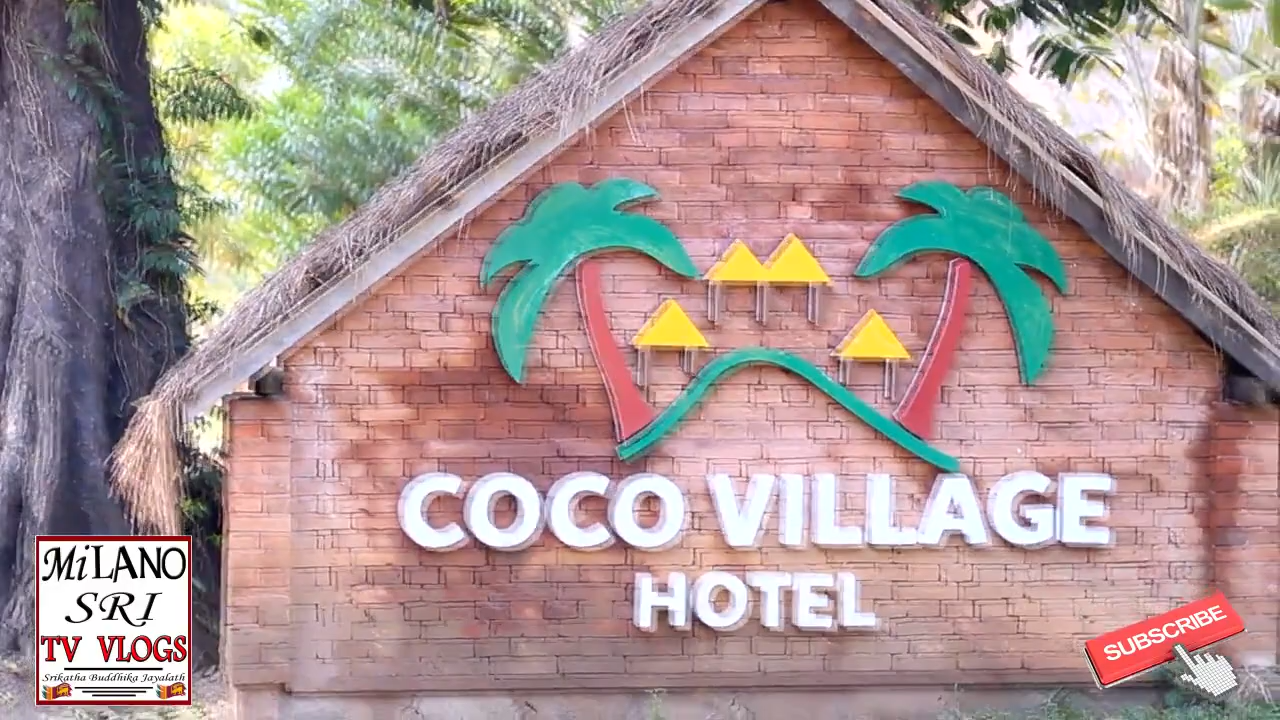 COCO VILLAGE
HOTEL
MiLANO
SRI
TV VLOGS
Srikatha Buddhika Jayalath
SUBSCRIBE